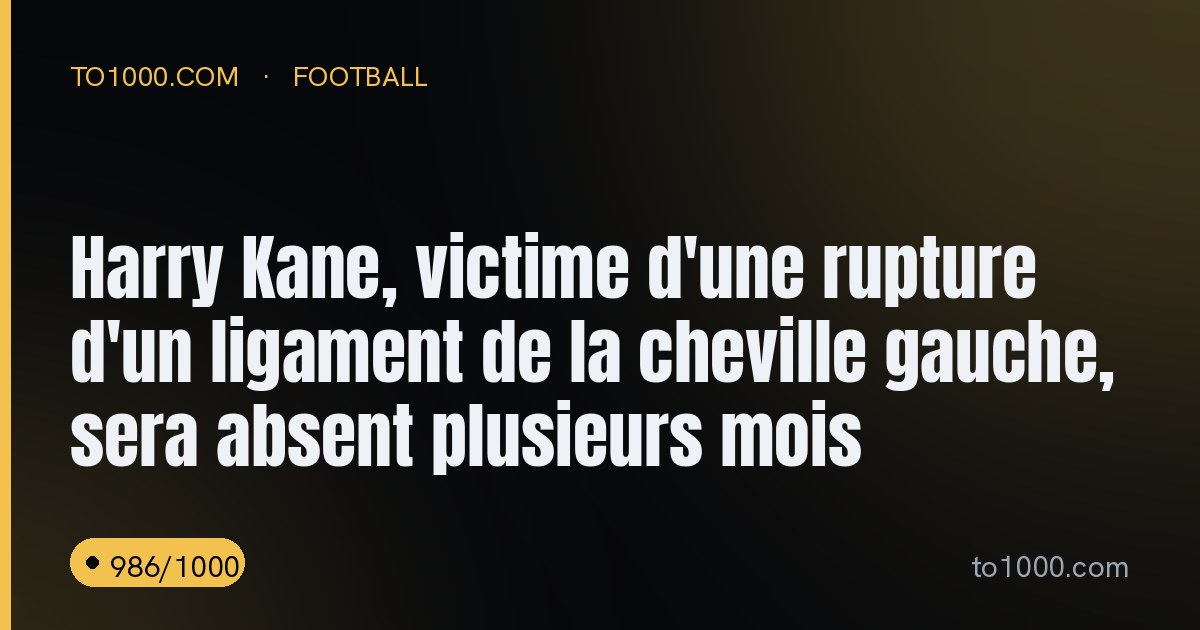 TO1000.COM · FOOTBALL
Harry Kane, victime d'une rupture
d'un ligament de la cheville gauche,
sera absent plusieurs mois
986/1000
to1000.com